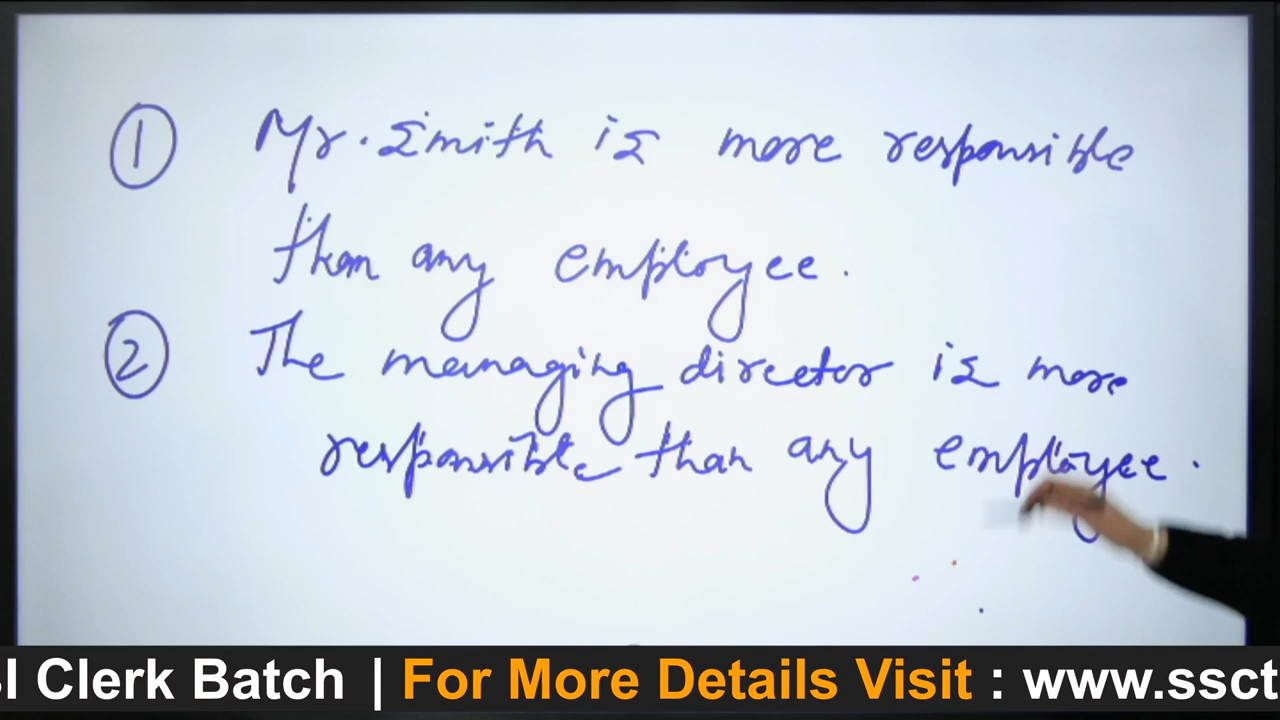 1 Mr. Smith is more responsible
than any employee.
2 The managing director is more
responsible than any employee.
Clerk Batch | For More Details Visit : www.ssct